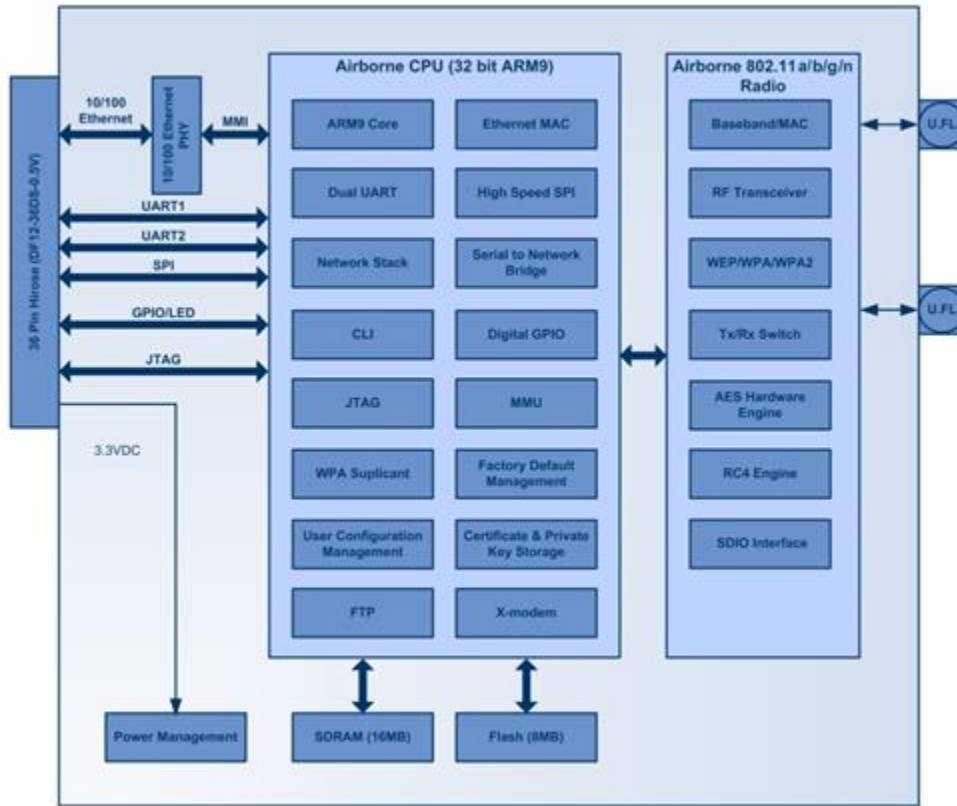 36 Pin Hirose (DF12-36DS-0.5V)
10/100
Ethernet
10/100 Ethernet
PHY
MMI
UART1
UART2
SPI
GPIO/LED
JTAG
3.3VDC
Power Management
Airborne CPU (32 bit ARM9)
ARM9 Core
Ethernet MAC
Dual UART
High Speed SPI
Network Stack
Serial to Network
Bridge
CLI
Digital GPIO
JTAG
MMU
WPA Suplicant
Factory Default
Management
User Configuration
Management
Certificate & Private
Key Storage
FTP
X-modem
SDRAM (16MB)
Flash (8MB)
Airborne 802.11a/b/g/n
Radio
Baseband/MAC
RF Transceiver
WEP/WPA/WPA2
Tx/Rx Switch
AES Hardware
Engine
RC4 Engine
SDIO Interface
U.FL
U.FL